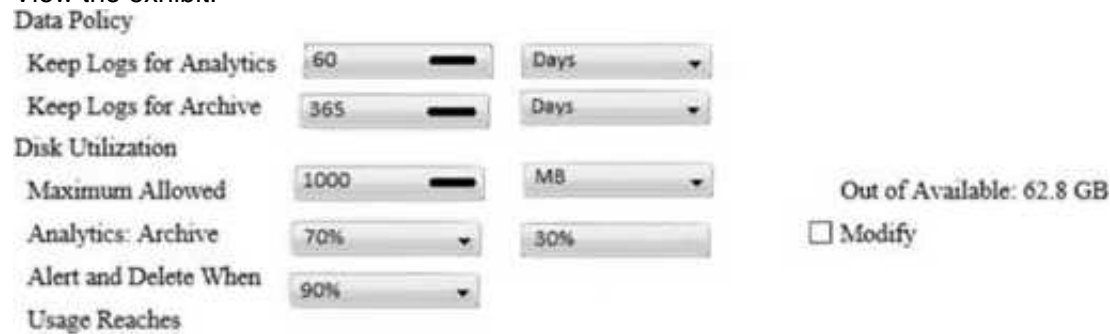 View the exhibit.
Data Policy
Keep Logs for Analytics 60 Days
Keep Logs for Archive 365 Days
Disk Utilization
Maximum Allowed 1000 MB Out of Available: 62.8 GB
Analytics: Archive 70% 30% Modify
Alert and Delete When 90%
Usage Reaches